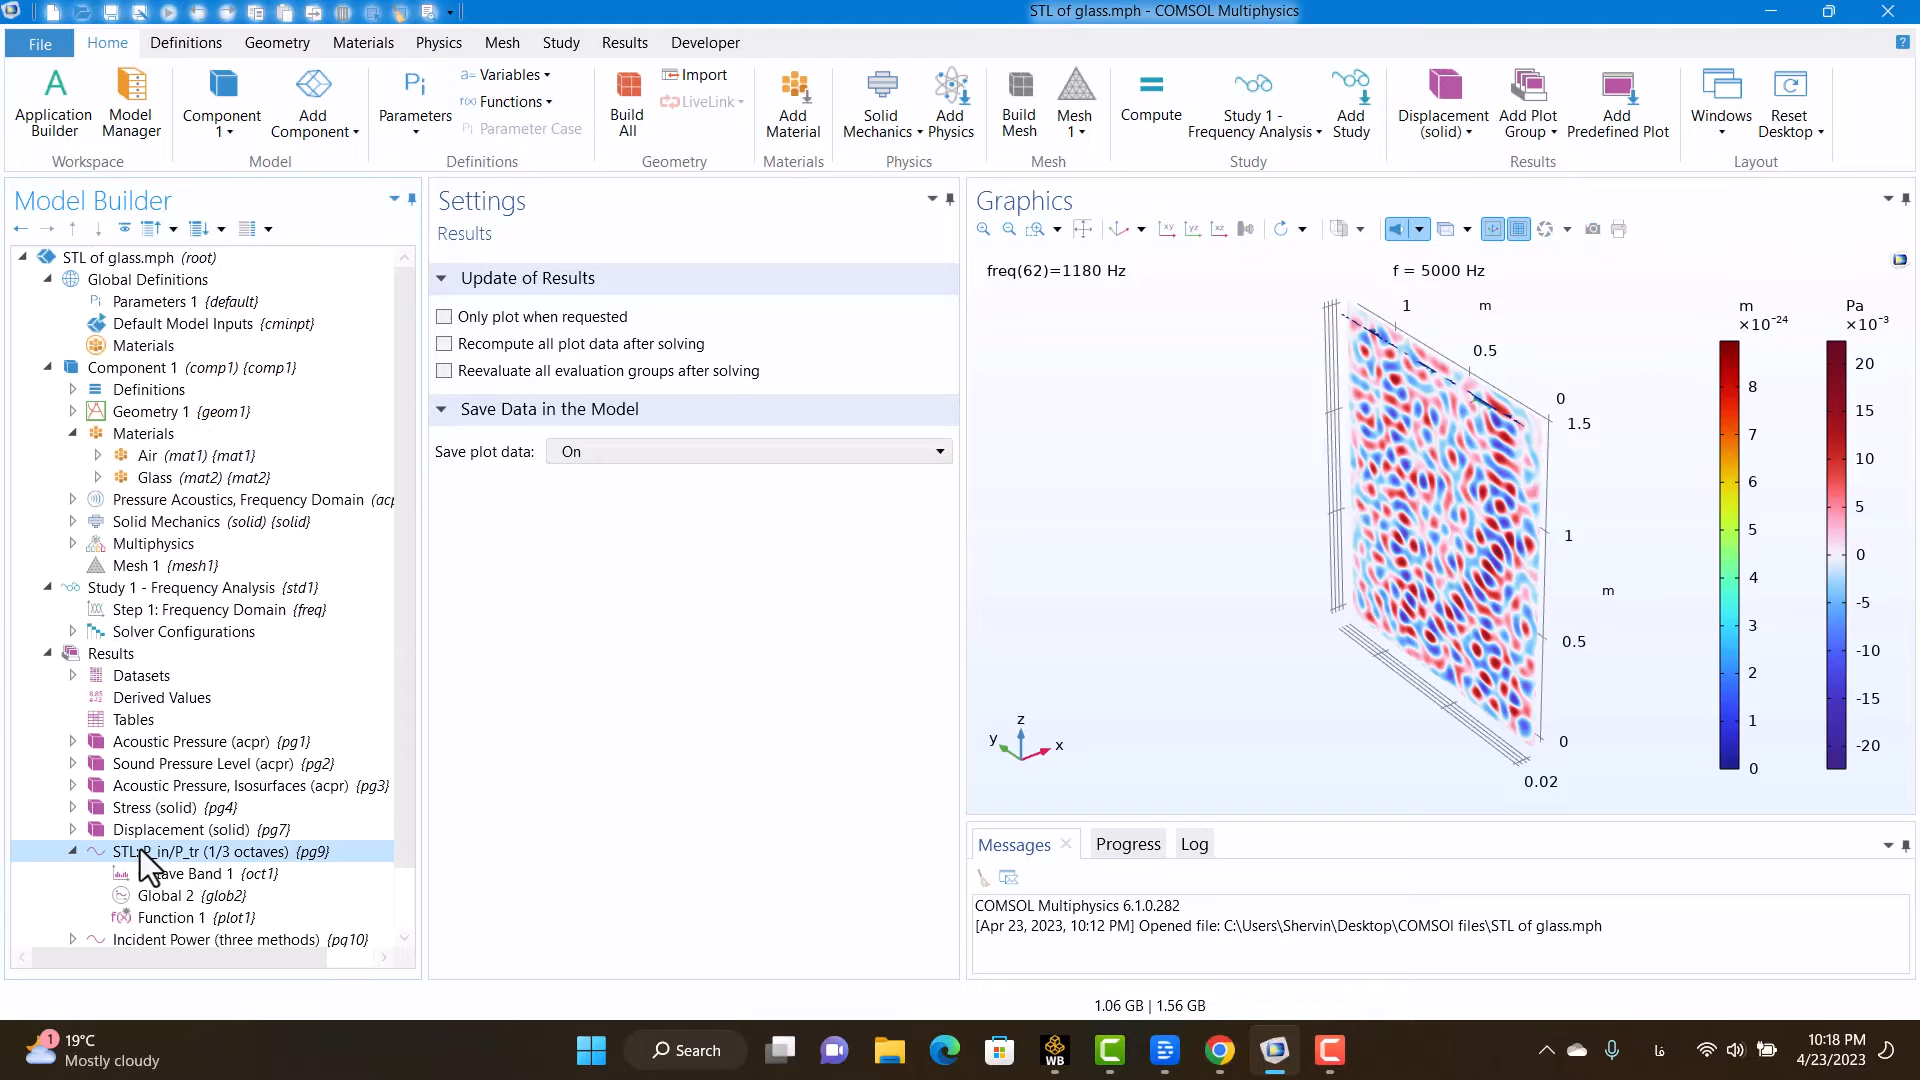 STL of glass.mph - COMSOL Multiphysics
File Home Definitions Geometry Materials Physics Mesh Study Results Developer
Application Builder
Model Manager
Workspace
Component 1
Add Component
Model
Parameters
a= Variables
f(x) Functions
Pi Parameter Case
Definitions
Build All
Import
LiveLink
Geometry
Add Material
Materials
Solid Mechanics
Add Physics
Physics
Build Mesh
Mesh 1
Mesh
Compute
Study 1 - Frequency Analysis
Add Study
Study
Displacement (solid)
Add Plot Group
Add Predefined Plot
Results
Windows
Reset Desktop
Layout
Model Builder
STL of glass.mph (root)
Global Definitions
Parameters 1 {default}
Default Model Inputs {cminpt}
Materials
Component 1 (comp1) {comp1}
Definitions
Geometry 1 {geom1}
Materials
Air (mat1) {mat1}
Glass (mat2) {mat2}
Pressure Acoustics, Frequency Domain (acp
Solid Mechanics (solid) {solid}
Multiphysics
Mesh 1 {mesh1}
Study 1 - Frequency Analysis {std1}
Step 1: Frequency Domain {freq}
Solver Configurations
Results
Datasets
8.85
e-12
Derived Values
Tables
Acoustic Pressure (acpr) {pg1}
Sound Pressure Level (acpr) {pg2}
Acoustic Pressure, Isosurfaces (acpr) {pg3}
Stress (solid) {pg4}
Displacement (solid) {pg7}
STL: P_in/P_tr (1/3 octaves) {pg9}
ave Band 1 {oct1}
Global 2 {glob2}
Function 1 {plot1}
Incident Power (three methods) {pg10}
Settings
Results
Update of Results
Only plot when requested
Recompute all plot data after solving
Reevaluate all evaluation groups after solving
Save Data in the Model
Save plot data: On
Graphics
freq(62)=1180 Hz
f = 5000 Hz
1
m
0.5
0
1.5
1
m
0.5
0
0.02
z
y
x
m
×10⁻²⁴
8
7
6
5
4
3
2
1
0
Pa
×10⁻³
20
15
10
5
0
-5
-10
-15
-20
Messages Progress Log
COMSOL Multiphysics 6.1.0.282
[Apr 23, 2023, 10:12 PM] Opened file: C:\Users\Shervin\Desktop\COMSOl files\STL of glass.mph
1.06 GB | 1.56 GB
1
19°C
Mostly cloudy
Search
WB
فا
10:18 PM
4/23/2023